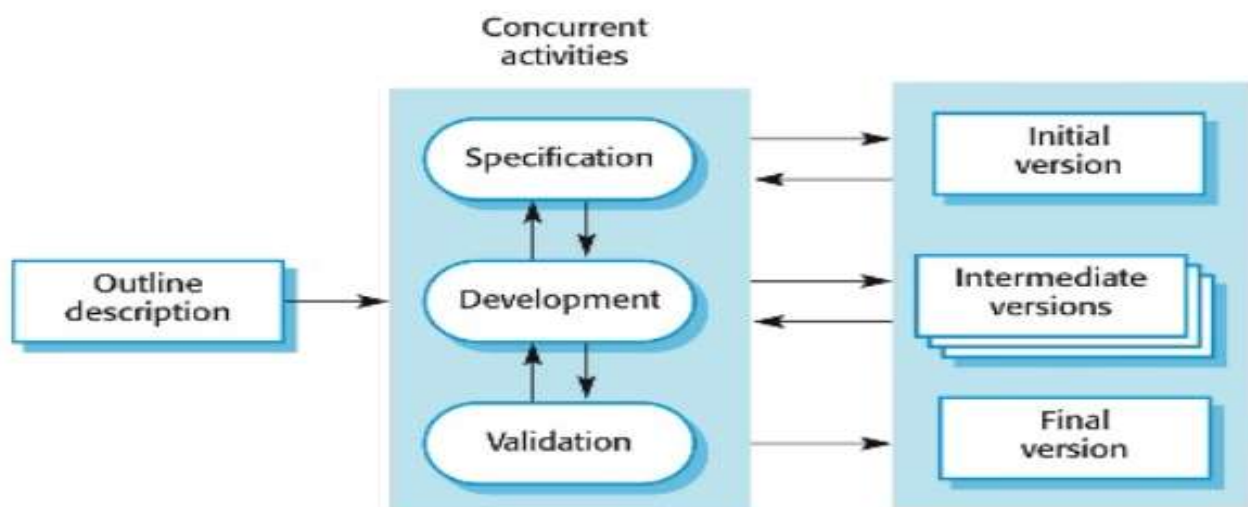 Concurrent
activities
Outline
description
Specification
Development
Validation
Initial
version
Intermediate
versions
Final
version